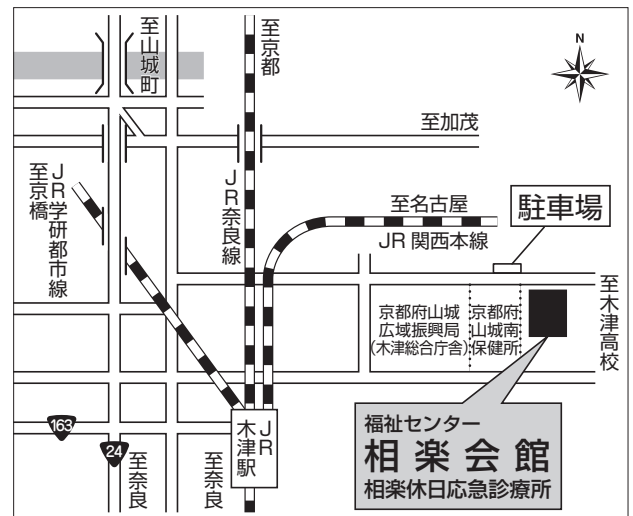 至山城町
至京都
N
至加茂
JR学研都市線
至京橋
JR奈良線
至名古屋
JR関西本線
駐車場
京都府山城
広域振興局
(木津総合庁舎)
京都府
山城南
保健所
至木津高校
福祉センター
相楽会館
相楽休日応急診療所
163
24
至奈良
至奈良
JR
木津駅